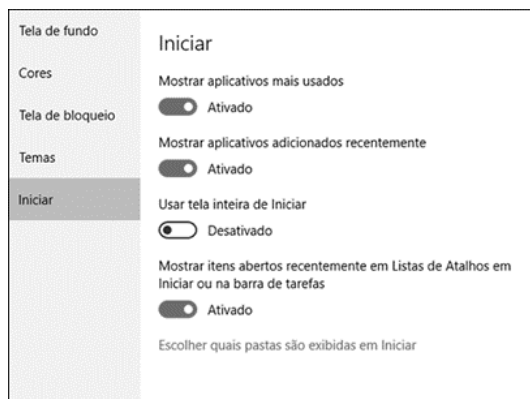 Tela de fundo
Cores
Tela de bloqueio
Temas
Iniciar
Iniciar
Mostrar aplicativos mais usados
Ativado
Mostrar aplicativos adicionados recentemente
Ativado
Usar tela inteira de Iniciar
Desativado
Mostrar itens abertos recentemente em Listas de Atalhos em
Iniciar ou na barra de tarefas
Ativado
Escolher quais pastas são exibidas em Iniciar